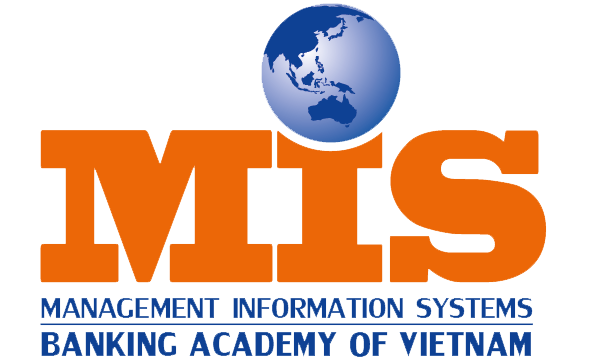 MIS
MANAGEMENT INFORMATION SYSTEMS
BANKING ACADEMY OF VIETNAM